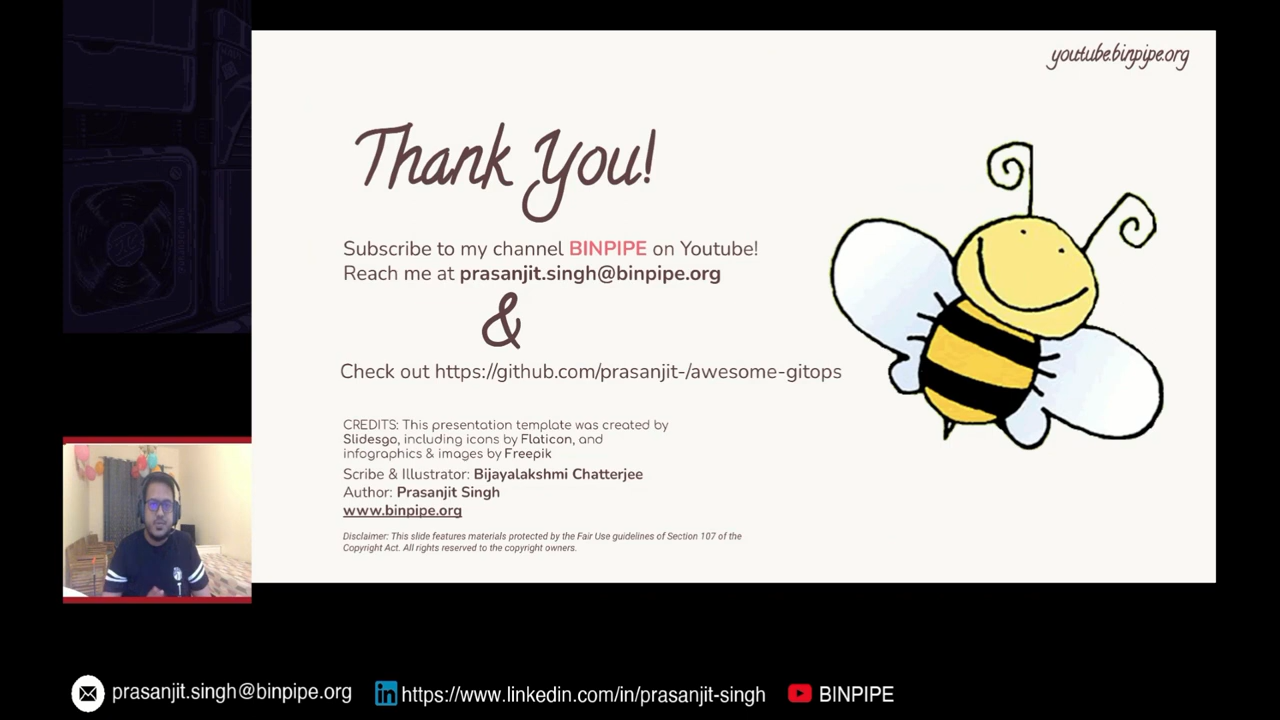 youtube.binpipe.org
Thank You!
Subscribe to my channel BINPIPE on Youtube!
Reach me at prasanjit.singh@binpipe.org
&
Check out https://github.com/prasanjit-/awesome-gitops
CREDITS: This presentation template was created by
Slidesgo, including icons by Flaticon, and
infographics & images by Freepik
Scribe & Illustrator: Bijayalakshmi Chatterjee
Author: Prasanjit Singh
www.binpipe.org
Disclaimer: This slide features materials protected by the Fair Use guidelines of Section 107 of the
Copyright Act. All rights reserved to the copyright owners.
prasanjit.singh@binpipe.org
in https://www.linkedin.com/in/prasanjit-singh
BINPIPE